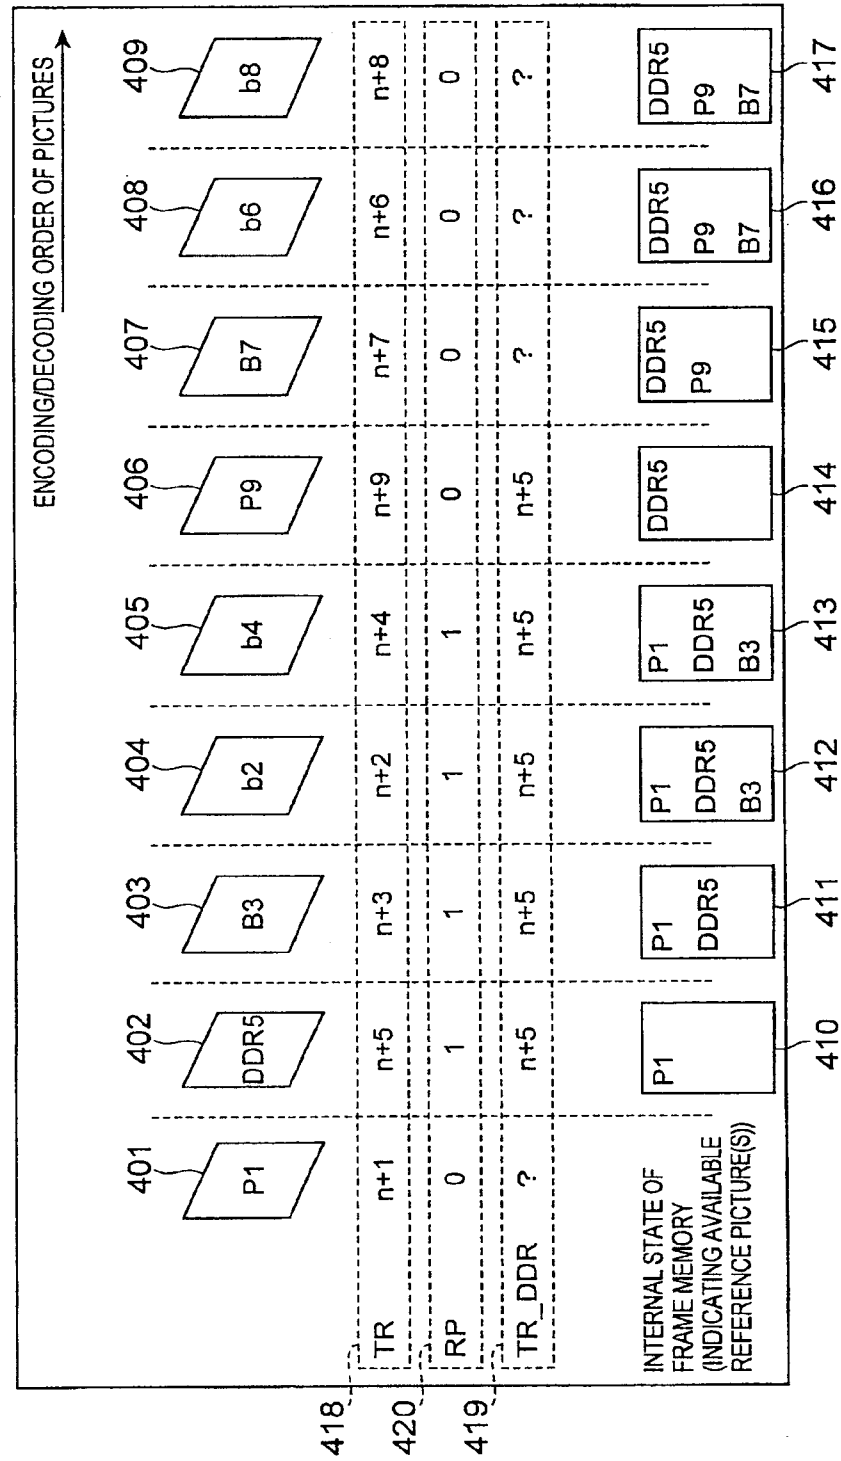 ENCODING/DECODING ORDER OF PICTURES
401 402 403 404 405 406 407 408 409
P1 DDR5 B3 b2 b4 P9 B7 b6 b8
418 TR n+1 n+5 n+3 n+2 n+4 n+9 n+7 n+6 n+8
420 RP 0 1 1 1 1 0 0 0 0
419 TR_DDR ? n+5 n+5 n+5 n+5 n+5 ? ? ?
INTERNAL STATE OF
FRAME MEMORY
(INDICATING AVAILABLE
REFERENCE PICTURE(S))
P1
410
P1
DDR5
411
P1
DDR5
B3
412
P1
DDR5
B3
413
DDR5
414
DDR5
P9
415
DDR5
P9
B7
416
DDR5
P9
B7
417